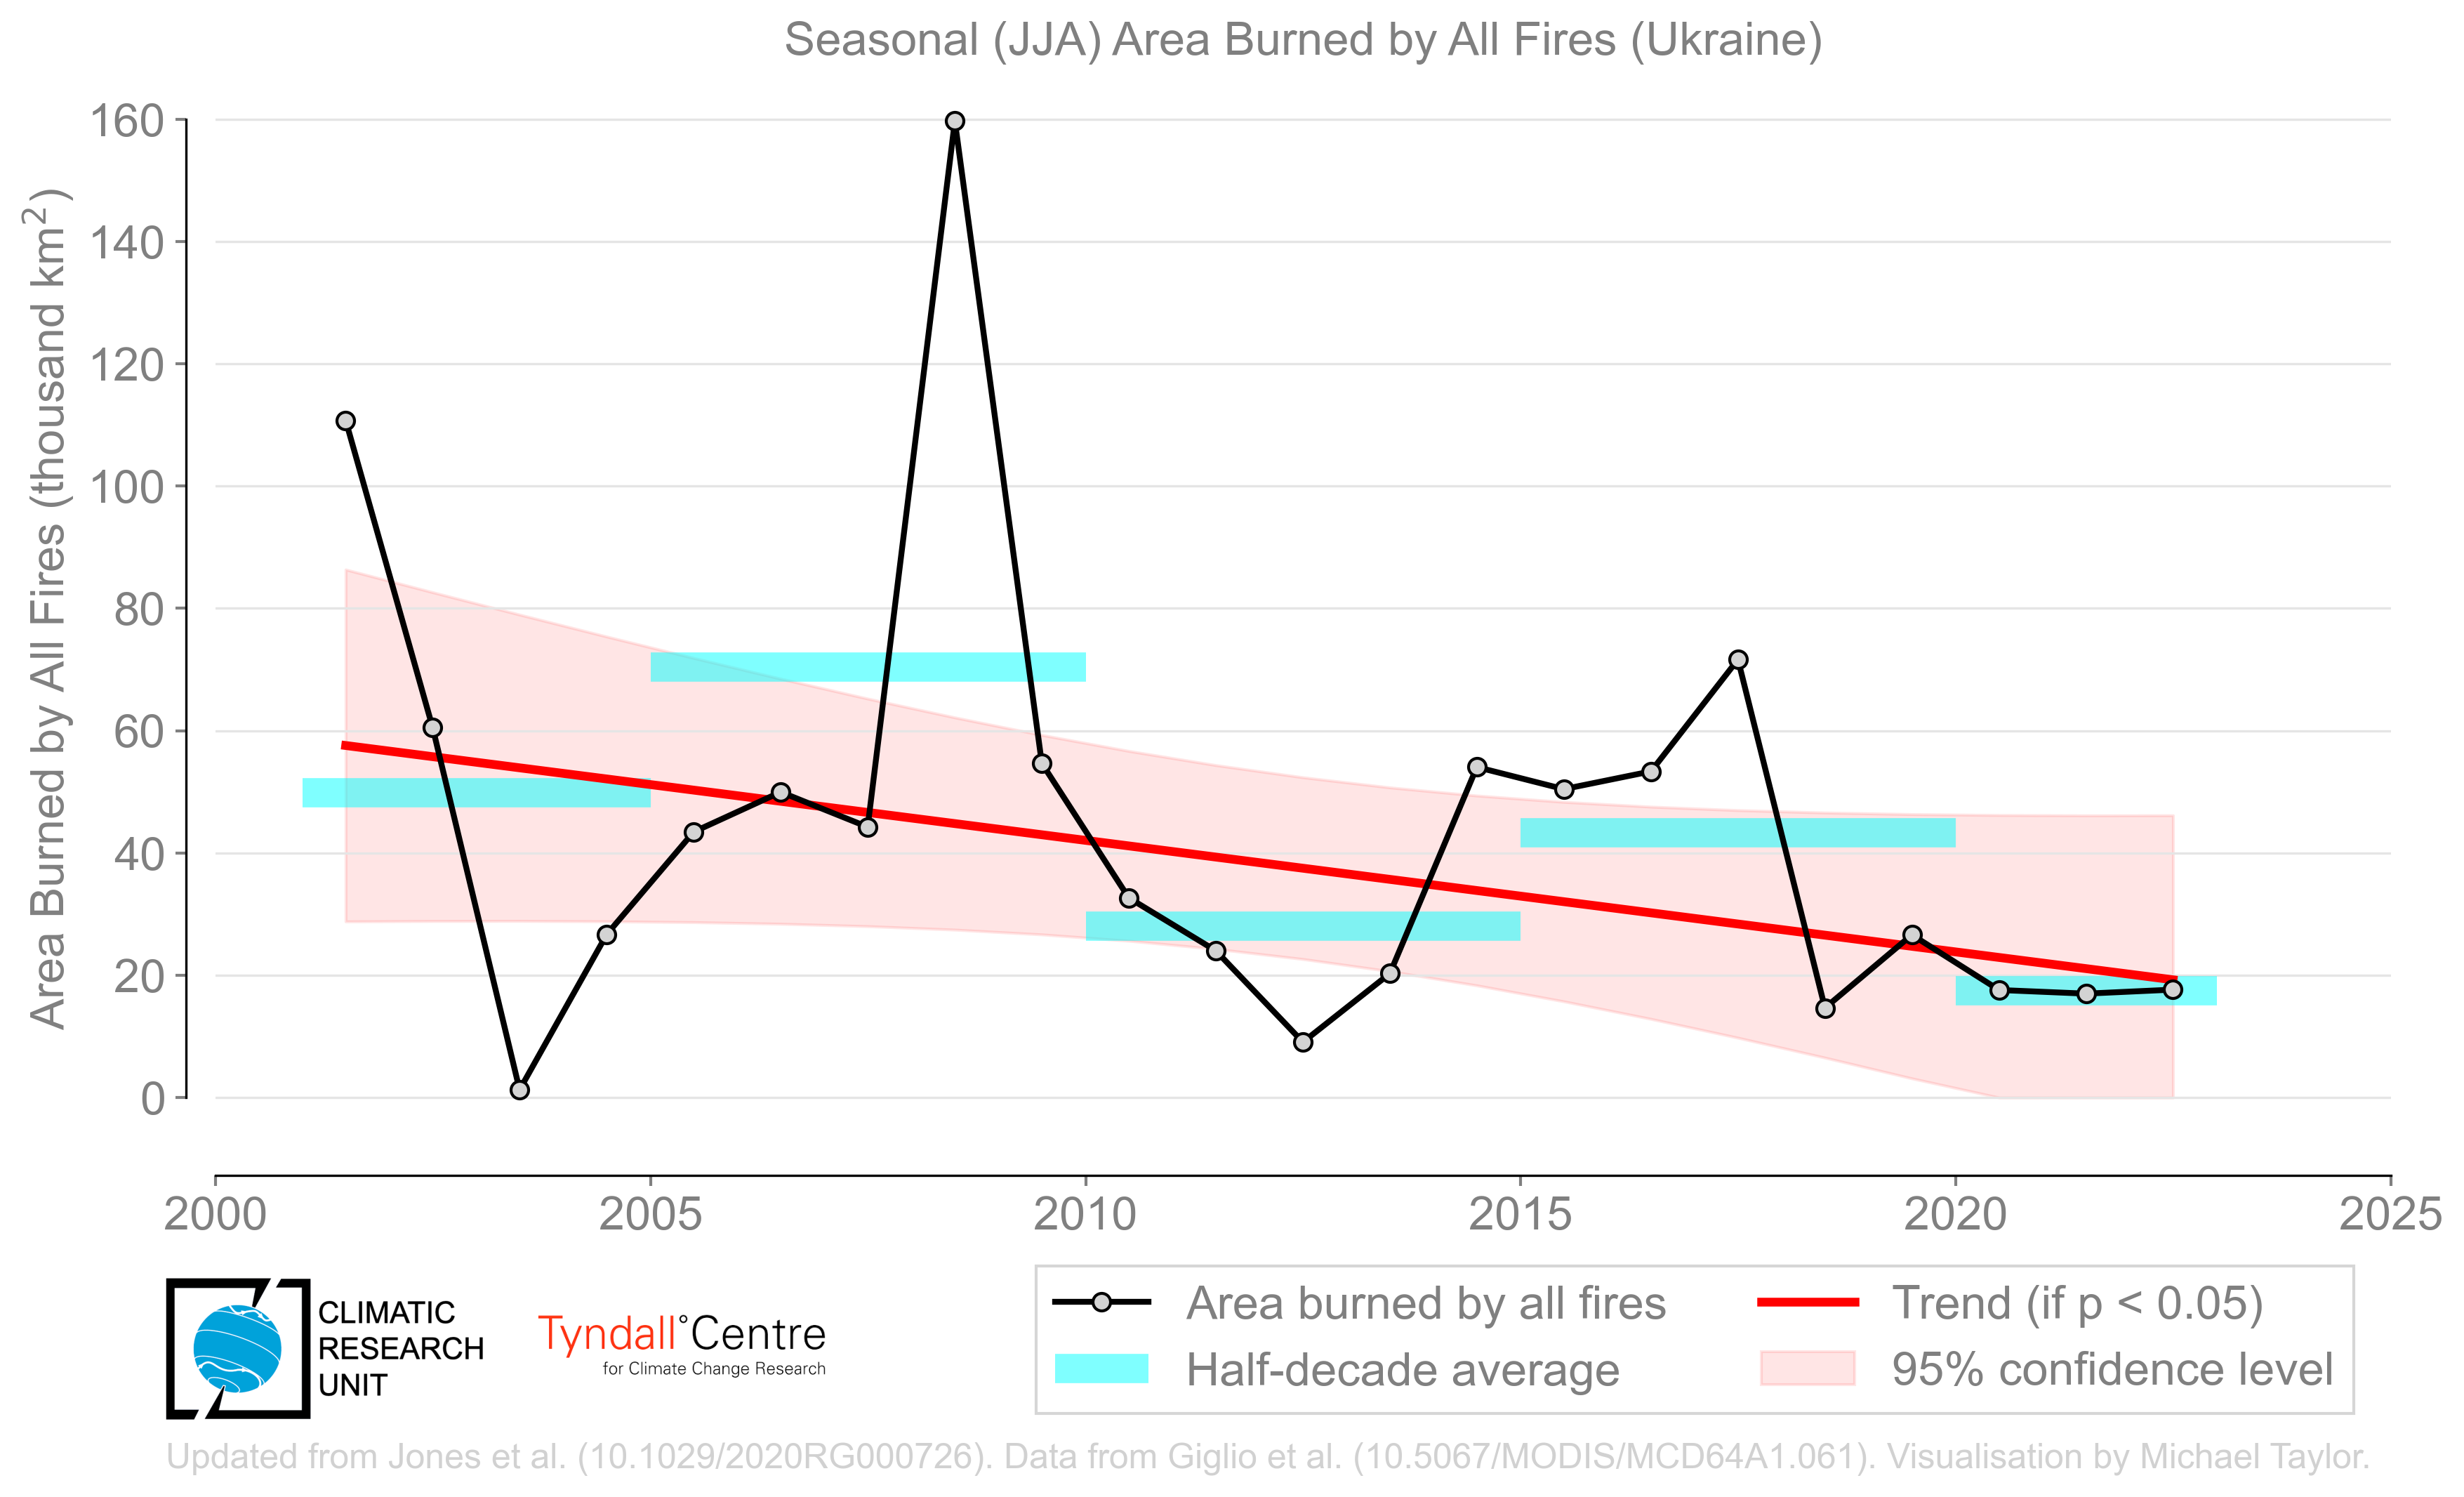 Seasonal (JJA) Area Burned by All Fires (Ukraine)
Area Burned by All Fires (thousand km²)
160
140
120
100
80
60
40
20
0
2000 2005 2010 2015 2020 2025
CLIMATIC
RESEARCH
UNIT
Tyndall°Centre
for Climate Change Research
Area burned by all fires
Half-decade average
Trend (if p < 0.05)
95% confidence level
Updated from Jones et al. (10.1029/2020RG000726). Data from Giglio et al. (10.5067/MODIS/MCD64A1.061). Visualisation by Michael Taylor.